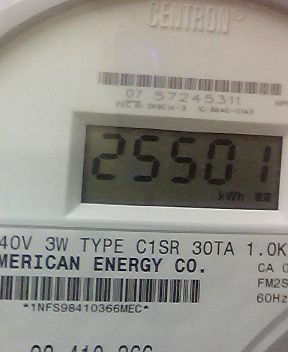 CENTRON
07 57245311
25501
kWh
40V 3W TYPE C1SR 30TA 1.0K
MERICAN ENERGY CO.
CA 0
FM2S
60Hz
*1NFS98410366MEC*